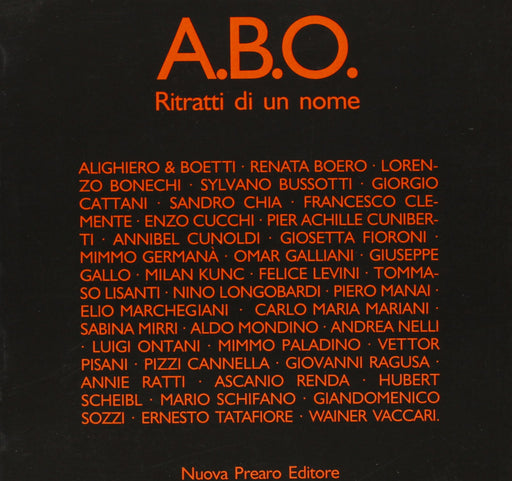 A.B.O.
Ritratti di un nome
ALIGHIERO & BOETTI · RENATA BOERO · LOREN-
ZO BONECHI · SYLVANO BUSSOTTI · GIORGIO
CATTANI · SANDRO CHIA · FRANCESCO CLE-
MENTE · ENZO CUCCHI · PIER ACHILLE CUNIBER-
TI · ANNIBEL CUNOLDI · GIOSETTA FIORONI ·
MIMMO GERMANÀ · OMAR GALLIANI · GIUSEPPE
GALLO · MILAN KUNC · FELICE LEVINI · TOMMA-
SO LISANTI · NINO LONGOBARDI · PIERO MANAI ·
ELIO MARCHEGIANI · CARLO MARIA MARIANI ·
SABINA MIRRI · ALDO MONDINO · ANDREA NELLI
· LUIGI ONTANI · MIMMO PALADINO · VETTOR
PISANI · PIZZI CANNELLA · GIOVANNI RAGUSA ·
ANNIE RATTI · ASCANIO RENDA · HUBERT
SCHEIBL · MARIO SCHIFANO · GIANDOMENICO
SOZZI · ERNESTO TATAFIORE · WAINER VACCARI.
Nuova Prearo Editore